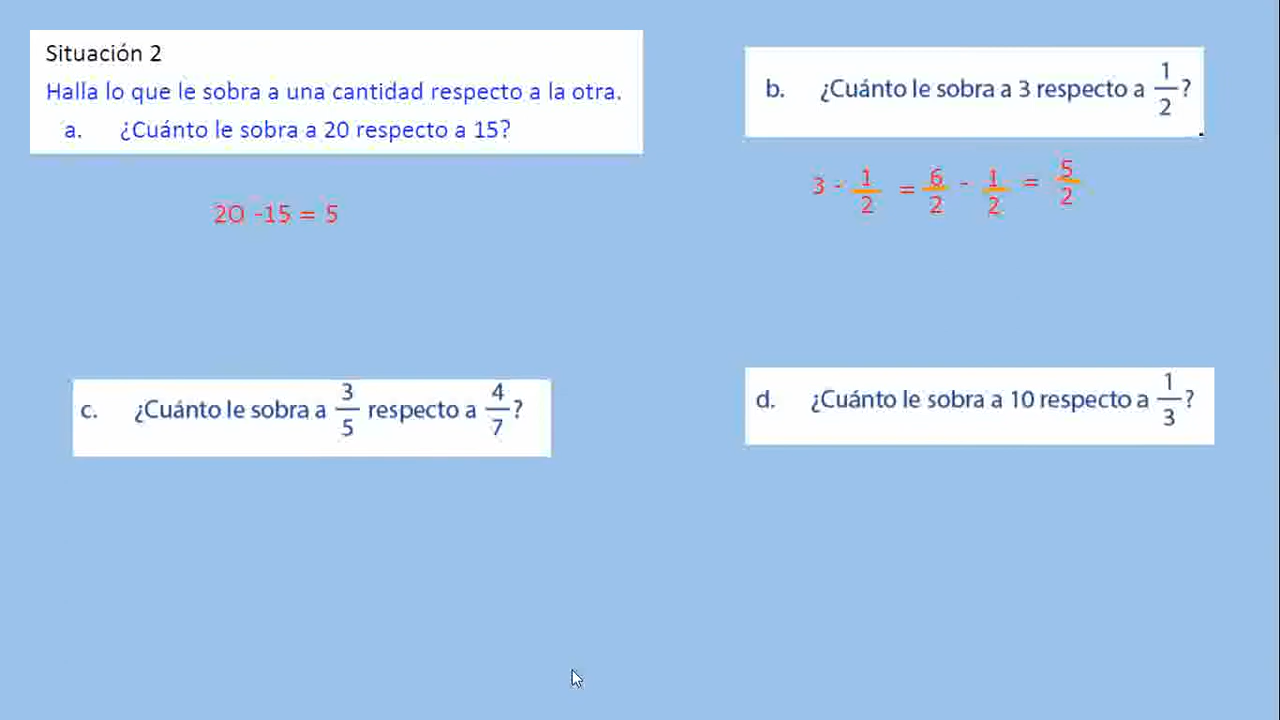 Situación 2
Halla lo que le sobra a una cantidad respecto a la otra.
a. ¿Cuánto le sobra a 20 respecto a 15?
20 -15 = 5
b. ¿Cuánto le sobra a 3 respecto a 1/2?
3 - 1/2 = 6/2 - 1/2 = 5/2
c. ¿Cuánto le sobra a 3/5 respecto a 4/7?
d. ¿Cuánto le sobra a 10 respecto a 1/3?